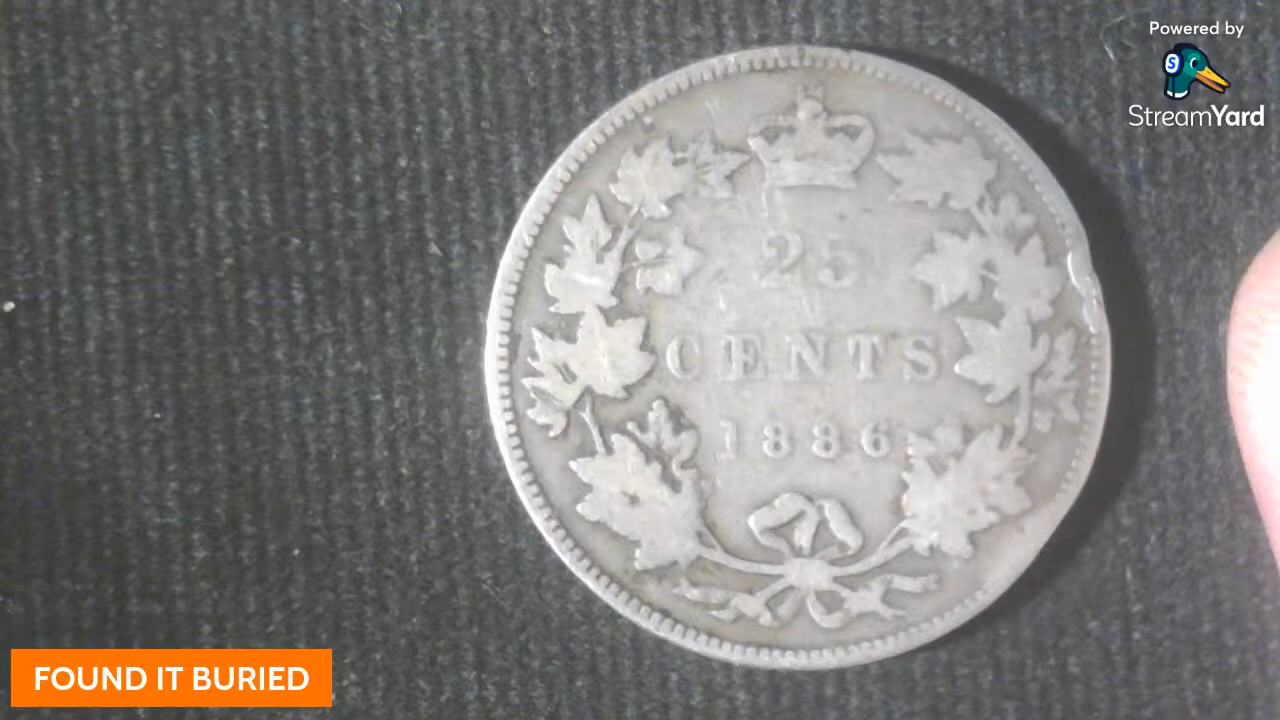 Powered by
StreamYard
25
CENTS
1886
FOUND IT BURIED